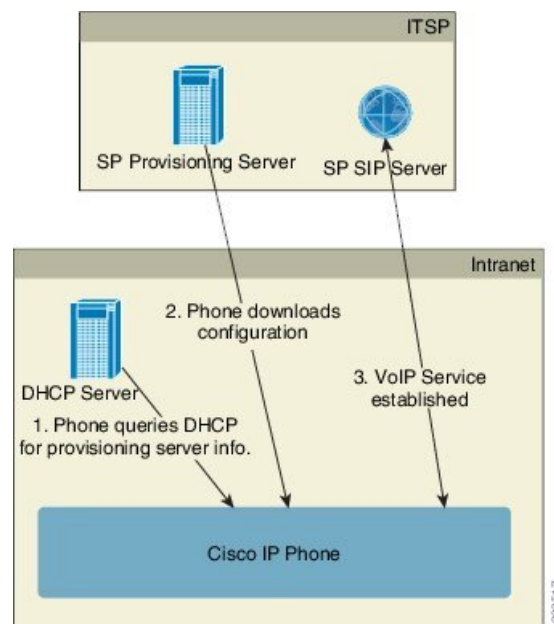 ITSP
SP Provisioning Server
SP SIP Server
Intranet
2. Phone downloads
configuration
DHCP Server
3. VoIP Service
established
1. Phone queries DHCP
for provisioning server info.
Cisco IP Phone